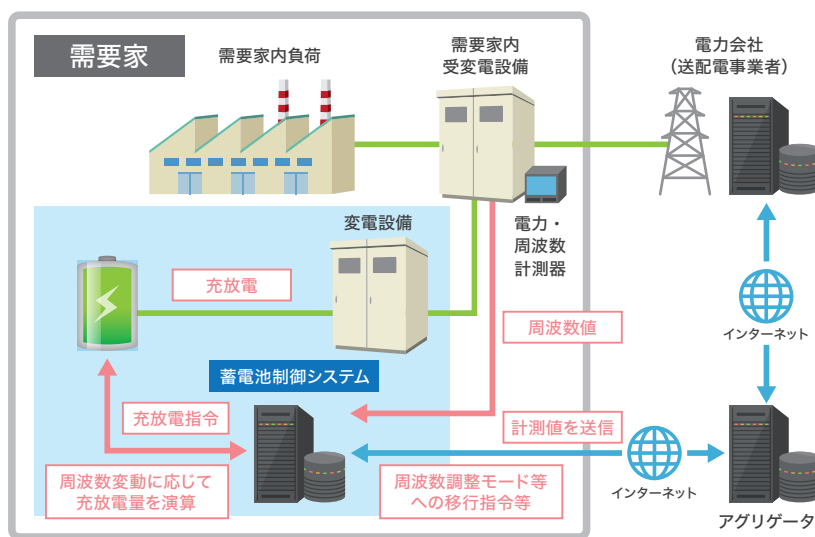 需要家
需要家内負荷
需要家内
受変電設備
電力会社
（送配電事業者）
変電設備
電力・
周波数
計測器
充放電
周波数値
インターネット
蓄電池制御システム
充放電指令
計測値を送信
周波数変動に応じて
充放電量を演算
周波数調整モード等
への移行指令等
インターネット
アグリゲータ